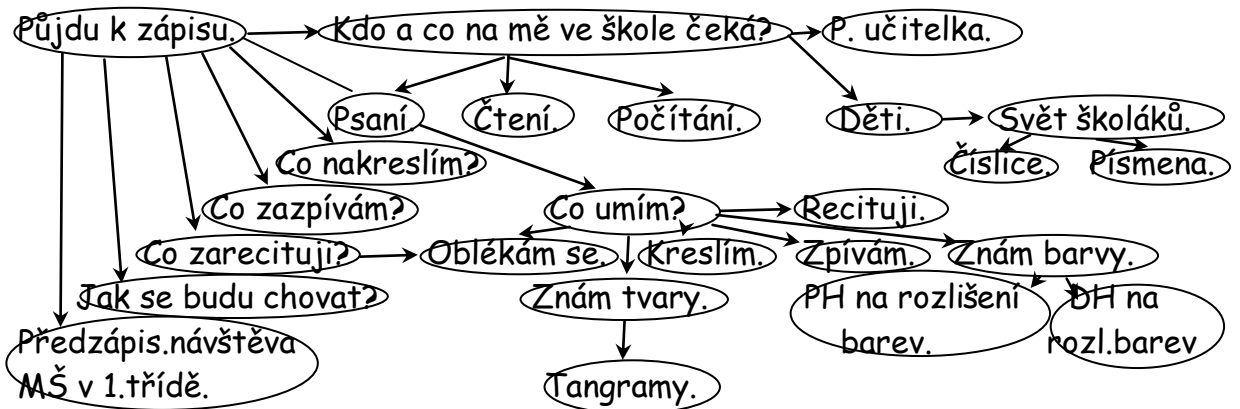 Půjdu k zápisu.
Kdo a co na mě ve škole čeká?
P. učitelka.
Psaní.
Čtení.
Počítání.
Děti.
Svět školáků.
Co nakreslím?
Číslice.
Písmena.
Co zazpívám?
Co umím?
Recituji.
Co zarecituji?
Oblékám se.
Kreslím.
Zpívám.
Znám barvy.
Jak se budu chovat?
Znám tvary.
PH na rozlišení
barev.
DH na
rozl.barev
Předzápis.návštěva
MŠ v 1.třídě.
Tangramy.